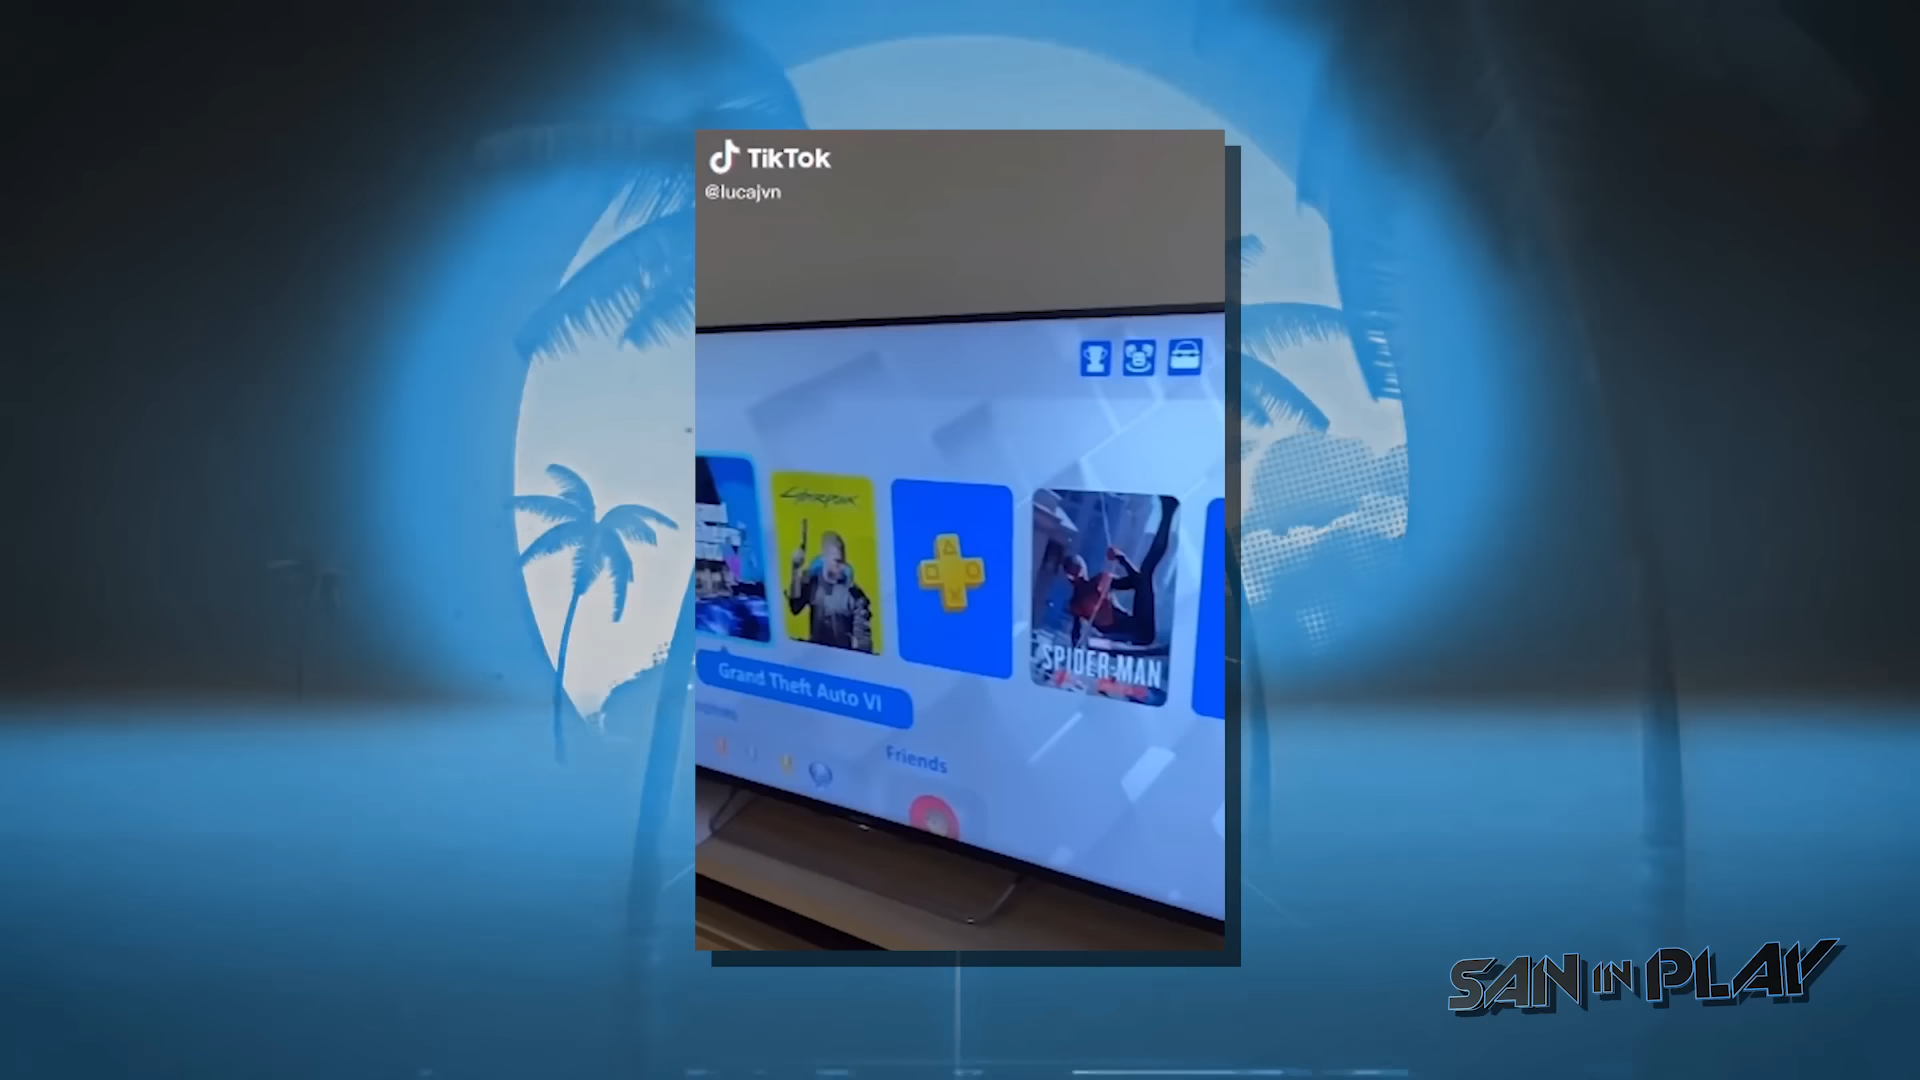 TikTok
@lucajvn
CYBERPUNK
SPIDER-MAN
Grand Theft Auto VI
Friends
SAN IN PLAY